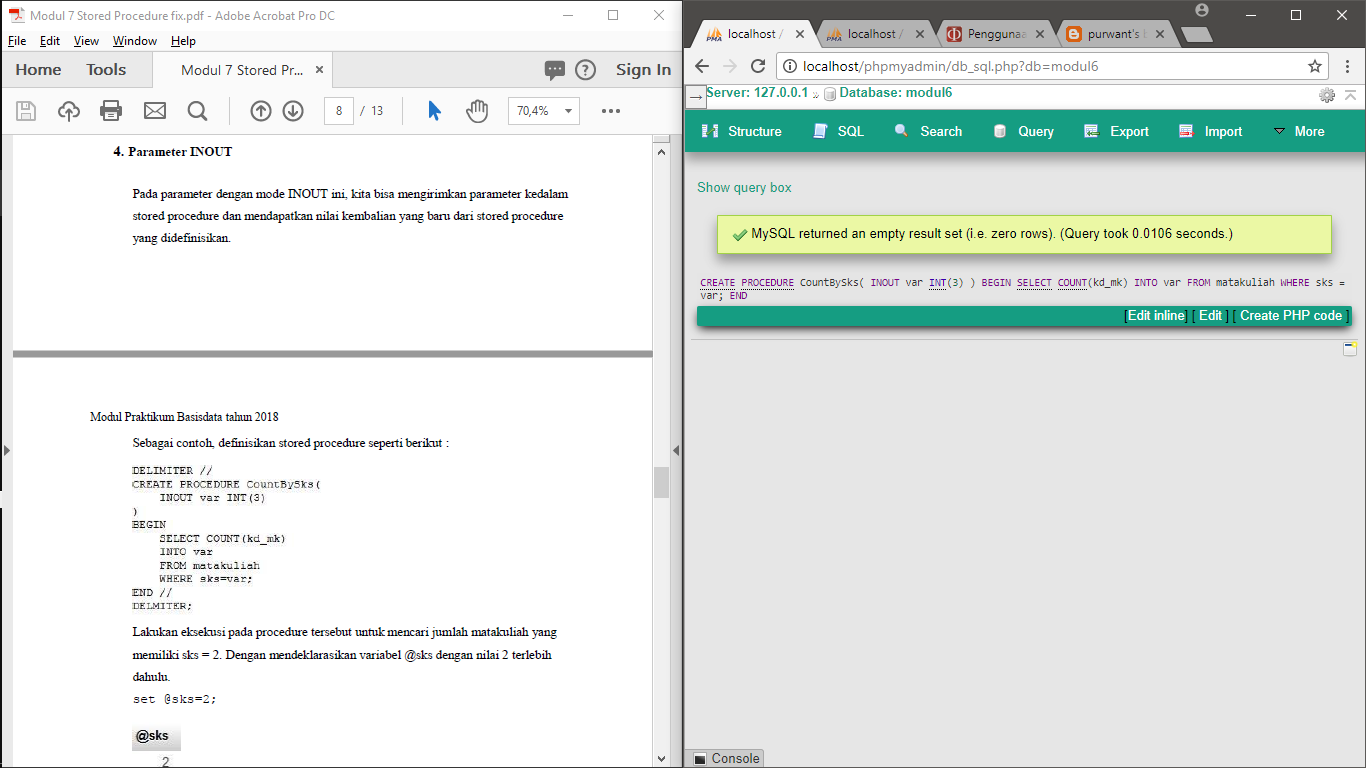 Modul 7 Stored Procedure fix.pdf - Adobe Acrobat Pro DC
File Edit View Window Help
Home Tools Modul 7 Stored Pr... × Sign In
8 / 13 70,4%
4. Parameter INOUT
Pada parameter dengan mode INOUT ini, kita bisa mengirimkan parameter kedalam
stored procedure dan mendapatkan nilai kembalian yang baru dari stored procedure
yang didefinisikan.
Modul Praktikum Basisdata tahun 2018
Sebagai contoh, definisikan stored procedure seperti berikut :
DELIMITER //
CREATE PROCEDURE CountBySks(
INOUT var INT(3)
)
BEGIN
SELECT COUNT(kd_mk)
INTO var
FROM matakuliah
WHERE sks=var;
END //
DELMITER;
Lakukan eksekusi pada procedure tersebut untuk mencari jumlah matakuliah yang
memiliki sks = 2. Dengan mendeklarasikan variabel @sks dengan nilai 2 terlebih
dahulu.
set @sks=2;
@sks
2
localhost / localhost / Penggunaa purwant's
localhost/phpmyadmin/db_sql.php?db=modul6
Server: 127.0.0.1 » Database: modul6
Structure SQL Search Query Export Import More
Show query box
MySQL returned an empty result set (i.e. zero rows). (Query took 0.0106 seconds.)
CREATE PROCEDURE CountBySks( INOUT var INT(3) ) BEGIN SELECT COUNT(kd_mk) INTO var FROM matakuliah WHERE sks =
var; END
[Edit inline] [ Edit ] [ Create PHP code ]
Console